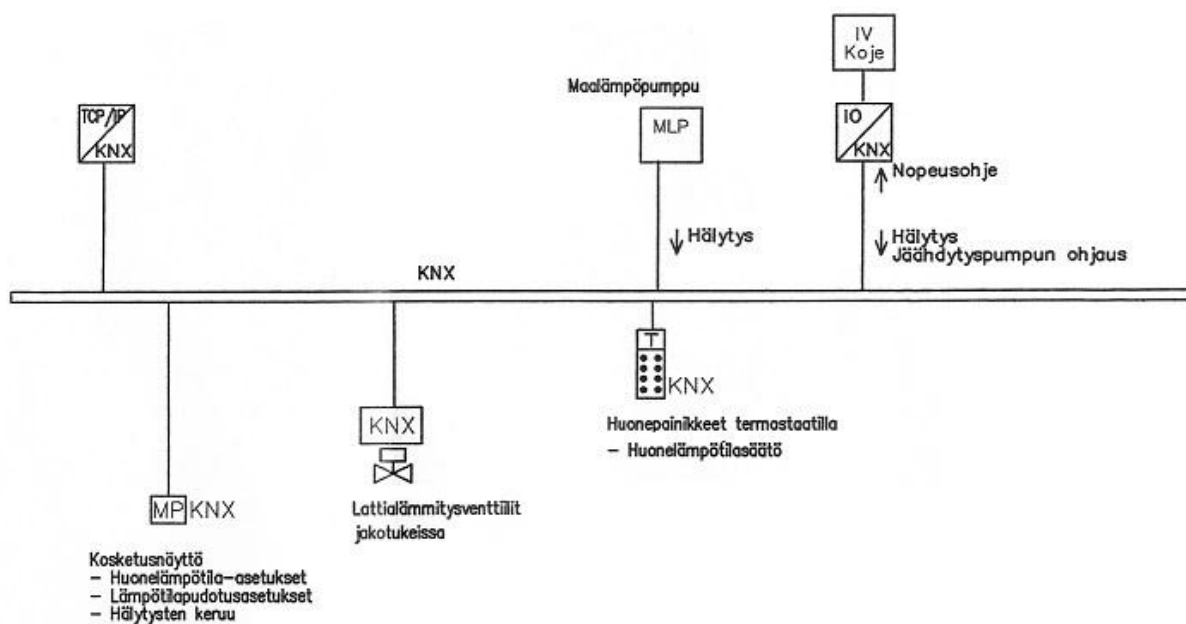 IV
Koje
Maalämpöpumppu
TCP/IP
KNX
MLP
IO
KNX
Nopeusohje
Hälytys
Hälytys
Jäähdytyspumpun ohjaus
KNX
T
KNX
KNX
Huonepainikkeet termostaatilla
- Huonelämpötilasäätö
MP KNX
Lattialämmitysventtiilit
jakotukeissa
Kosketusnäyttö
- Huonelämpötila-asetukset
- Lämpötilapudotusasetukset
- Hälytysten keruu